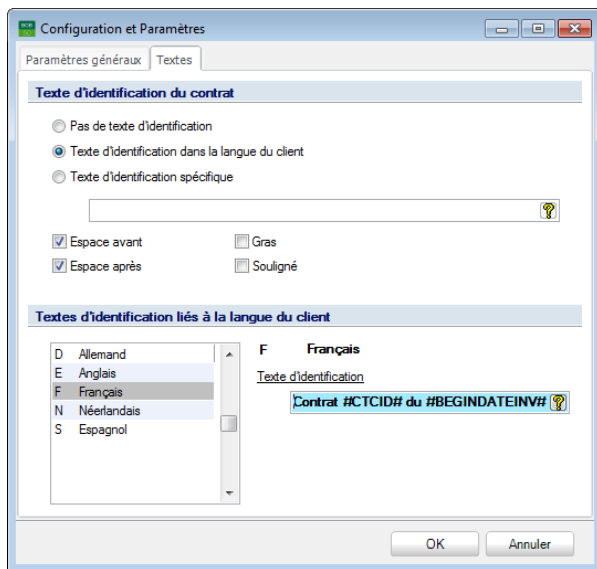 Configuration et Paramètres
Paramètres généraux Textes
Texte d'identification du contrat
Pas de texte d'identification
Texte d'identification dans la langue du client
Texte d'identification spécifique
Espace avant Gras
Espace après Souligné
Textes d'identification liés à la langue du client
D Allemand
E Anglais
F Français
N Néerlandais
S Espagnol
F Français
Texte d'identification
Contrat #CTCID# du #BEGINDATEINV#
OK Annuler